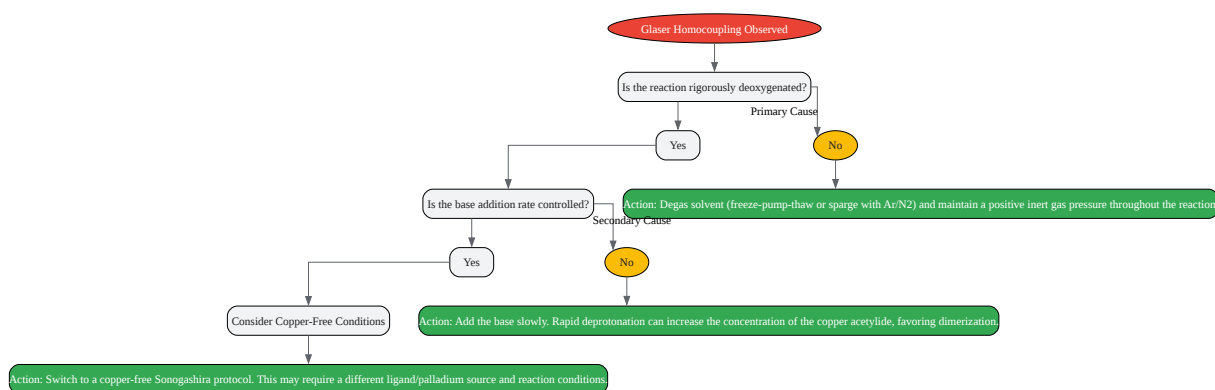 Glaser Homocoupling Observed
Is the reaction rigorously deoxygenated?
Primary Cause
Yes
No
Is the base addition rate controlled?
Action: Degas solvent (freeze-pump-thaw or sparge with Ar/N2) and maintain a positive inert gas pressure throughout the reaction
Secondary Cause
Yes
No
Consider Copper-Free Conditions
Action: Add the base slowly. Rapid deprotonation can increase the concentration of the copper acetylide, favoring dimerization.
Action: Switch to a copper-free Sonogashira protocol. This may require a different ligand/palladium source and reaction conditions.